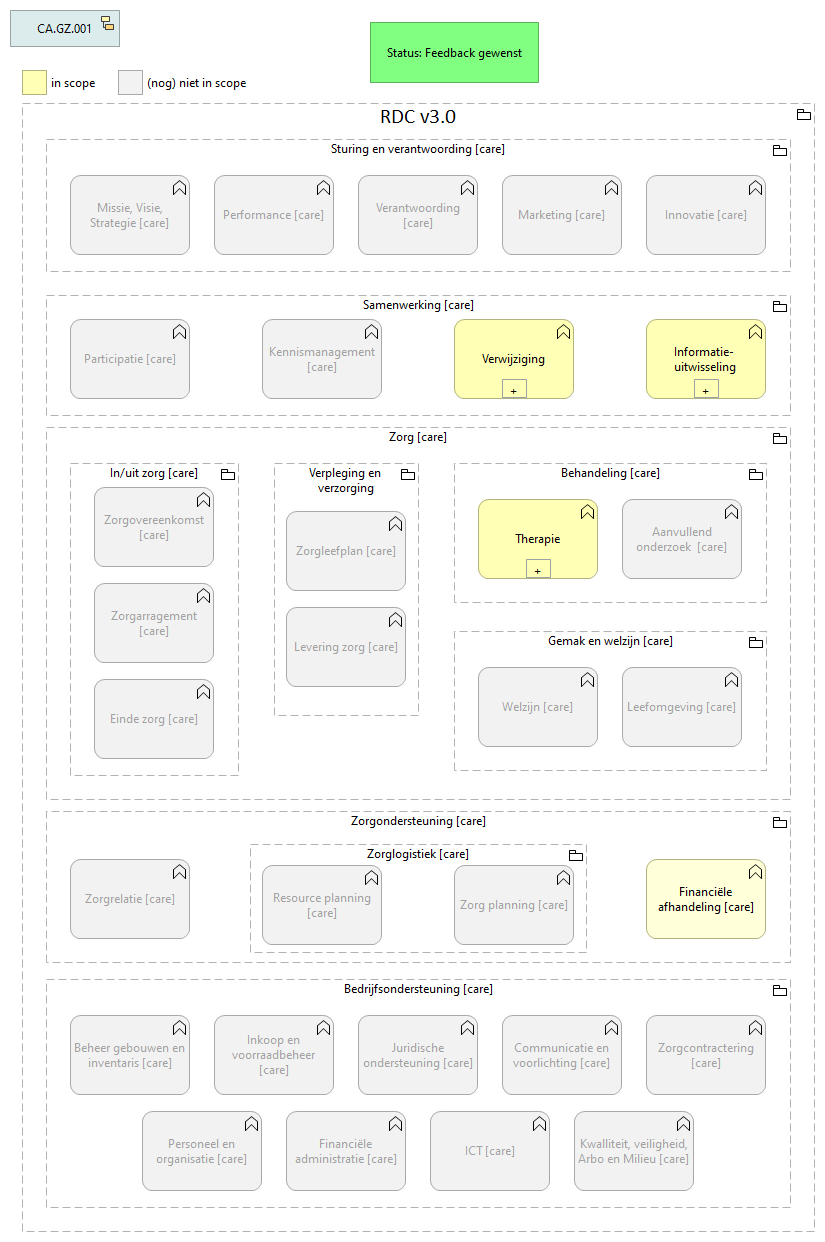 CA.GZ.001
Status: Feedback gewenst
in scope
(nog) niet in scope
RDC v3.0
Sturing en verantwoording [care]
Missie, Visie,
Strategie [care]
Performance [care]
Verantwoording
[care]
Marketing [care]
Innovatie [care]
Samenwerking [care]
Participatie [care]
Kennismanagement
[care]
Verwijziging
+
Informatie-
uitwisseling
+
Zorg [care]
In/uit zorg [care]
Zorgovereenkomst
[care]
Zorgarragement
[care]
Einde zorg [care]
Verpleging en
verzorging
Zorgleefplan [care]
Levering zorg [care]
Behandeling [care]
Therapie
+
Aanvullend
onderzoek  [care]
Gemak en welzijn [care]
Welzijn [care]
Leefomgeving [care]
Zorgondersteuning [care]
Zorgrelatie [care]
Zorglogistiek [care]
Resource planning
[care]
Zorg planning [care]
Financiële
afhandeling [care]
Bedrijfsondersteuning [care]
Beheer gebouwen en
inventaris [care]
Inkoop en
voorraadbeheer
[care]
Juridische
ondersteuning [care]
Communicatie en
voorlichting [care]
Zorgcontractering
[care]
Personeel en
organisatie [care]
Financiële
administratie [care]
ICT [care]
Kwalliteit, veiligheid,
Arbo en Milieu [care]